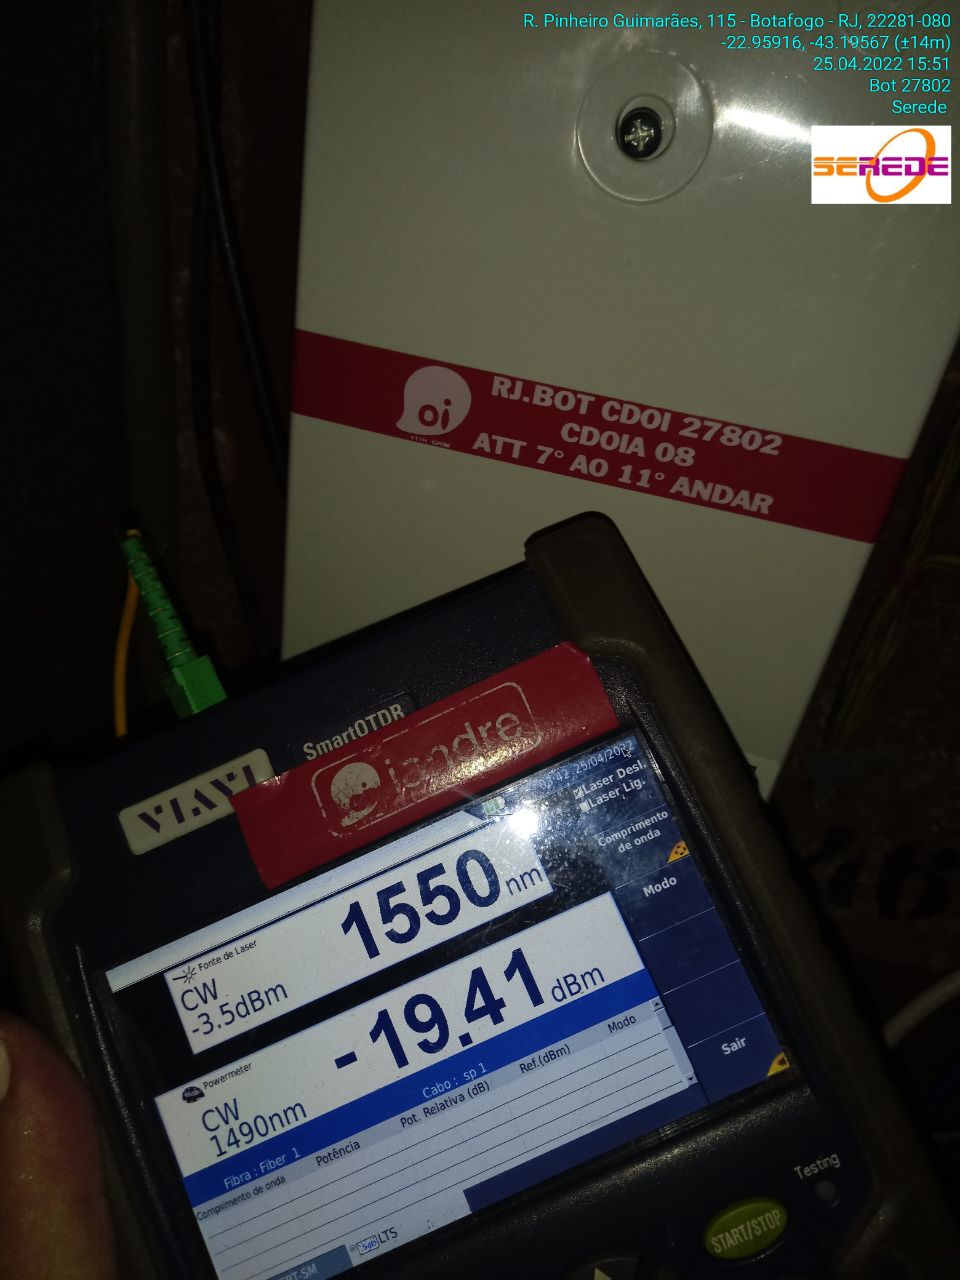 R. Pinheiro Guimarães, 115 - Botafogo - RJ, 22281-080
-22.95916, -43.19567 (±14m)
25.04.2022 15:51
Bot 27802
Serede
SEREDE
oi
RJ.BOT CDOI 27802
CDOIA 08
ATT 7° AO 11° ANDAR
SmartOTDR
VIAVI
25/04/2022
Laser Desl.
Laser Lig.
Comprimento
de onda
Modo
Sair
Fonte de Laser
1550 nm
CW
-3.5dBm
-19.41 dBm
Powermeter
CW
1490nm
Fibra : Fiber 1
Cabo : sp 1
Comprimento de onda
Potência
Pot. Relativa (dB)
Ref.(dBm)
Modo
LTS
Testing
START/STOP